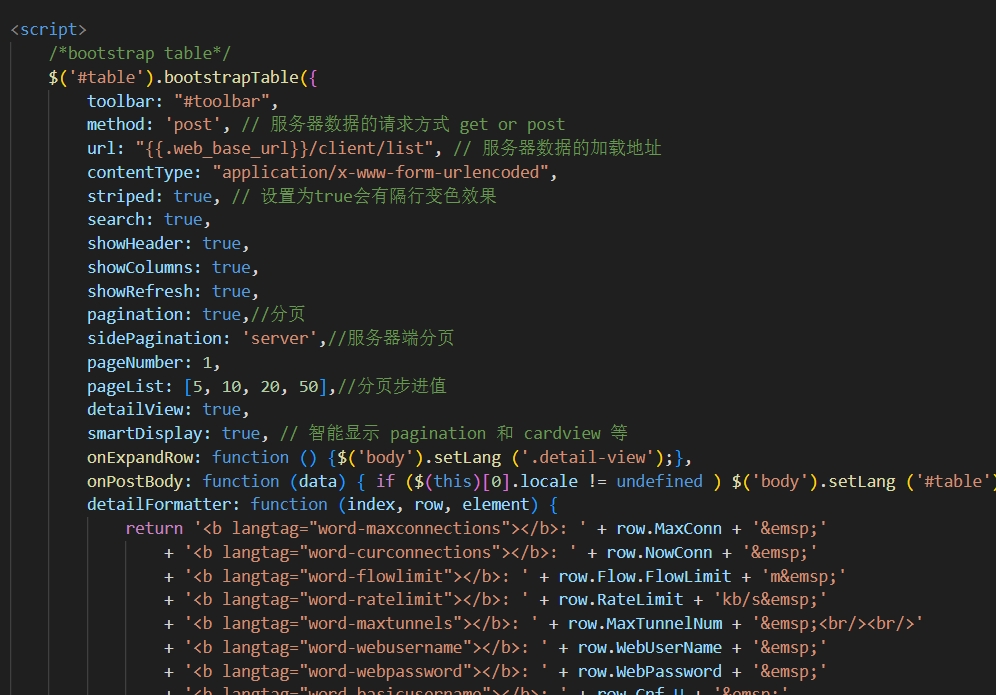 <script>
/*bootstrap table*/
$('#table').bootstrapTable({
toolbar: "#toolbar",
method: 'post', // 服务器数据的请求方式 get or post
url: "{{.web_base_url}}/client/list", // 服务器数据的加载地址
contentType: "application/x-www-form-urlencoded",
striped: true, // 设置为true会有隔行变色效果
search: true,
showHeader: true,
showColumns: true,
showRefresh: true,
pagination: true,//分页
sidePagination: 'server',//服务器端分页
pageNumber: 1,
pageList: [5, 10, 20, 50],//分页步进值
detailView: true,
smartDisplay: true, // 智能显示 pagination 和 cardview 等
onExpandRow: function () {$('body').setLang ('.detail-view');},
onPostBody: function (data) { if ($(this)[0].locale != undefined ) $('body').setLang ('#table')
detailFormatter: function (index, row, element) {
return '<b langtag="word-maxconnections"></b>: ' + row.MaxConn + '&emsp;'
+ '<b langtag="word-curconnections"></b>: ' + row.NowConn + '&emsp;'
+ '<b langtag="word-flowlimit"></b>: ' + row.Flow.FlowLimit + 'm&emsp;'
+ '<b langtag="word-ratelimit"></b>: ' + row.RateLimit + 'kb/s&emsp;'
+ '<b langtag="word-maxtunnels"></b>: ' + row.MaxTunnelNum + '&emsp;<br/><br/>'
+ '<b langtag="word-webusername"></b>: ' + row.WebUserName + '&emsp;'
+ '<b langtag="word-webpassword"></b>: ' + row.WebPassword + '&emsp;'
+ '<b langtag="word-basicusername"></b>: ' + row.Cnf.U + '&emsp;'